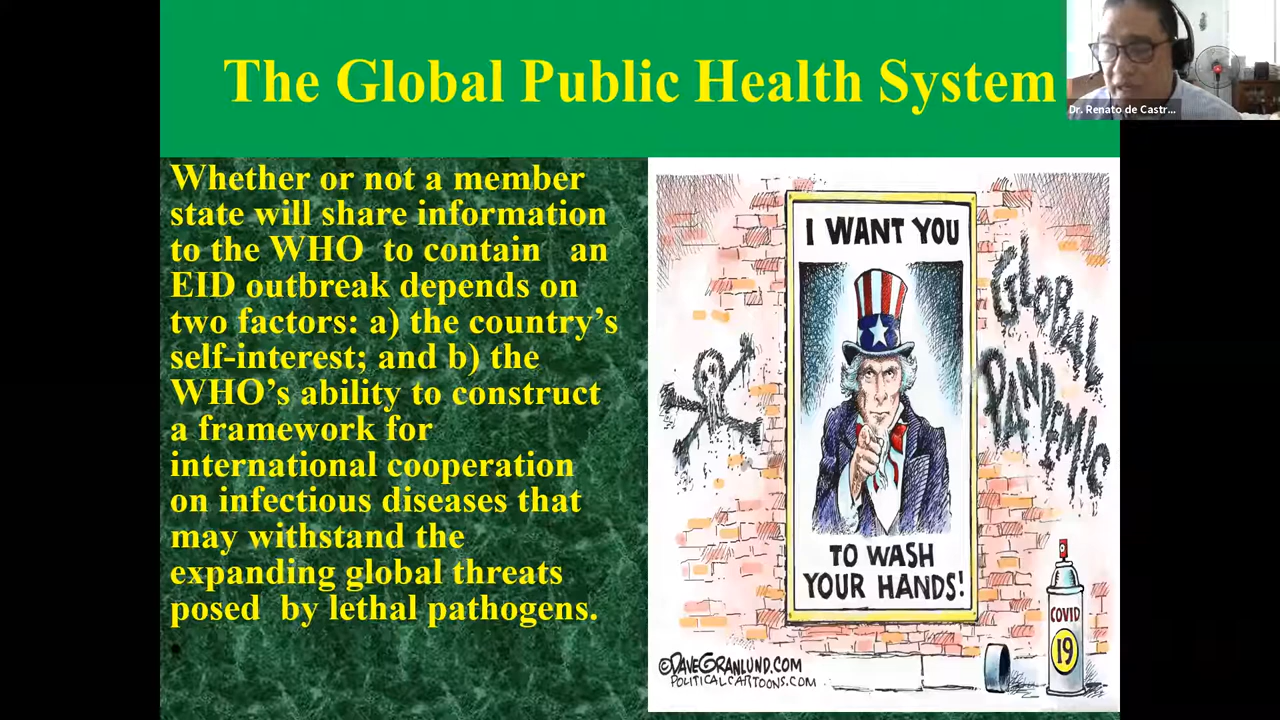 The Global Public Health System
Dr. Renato de Castr...
Whether or not a member
state will share information
to the WHO to contain an
EID outbreak depends on
two factors: a) the country’s
self-interest; and b) the
WHO’s ability to construct
a framework for
international cooperation
on infectious diseases that
may withstand the
expanding global threats
posed by lethal pathogens.
I WANT YOU
TO WASH
YOUR HANDS!
GLOBAL
PANDEMIC
COVID
19
©DAVEGRANLUND.COM
POLITICALCARTOONS.COM